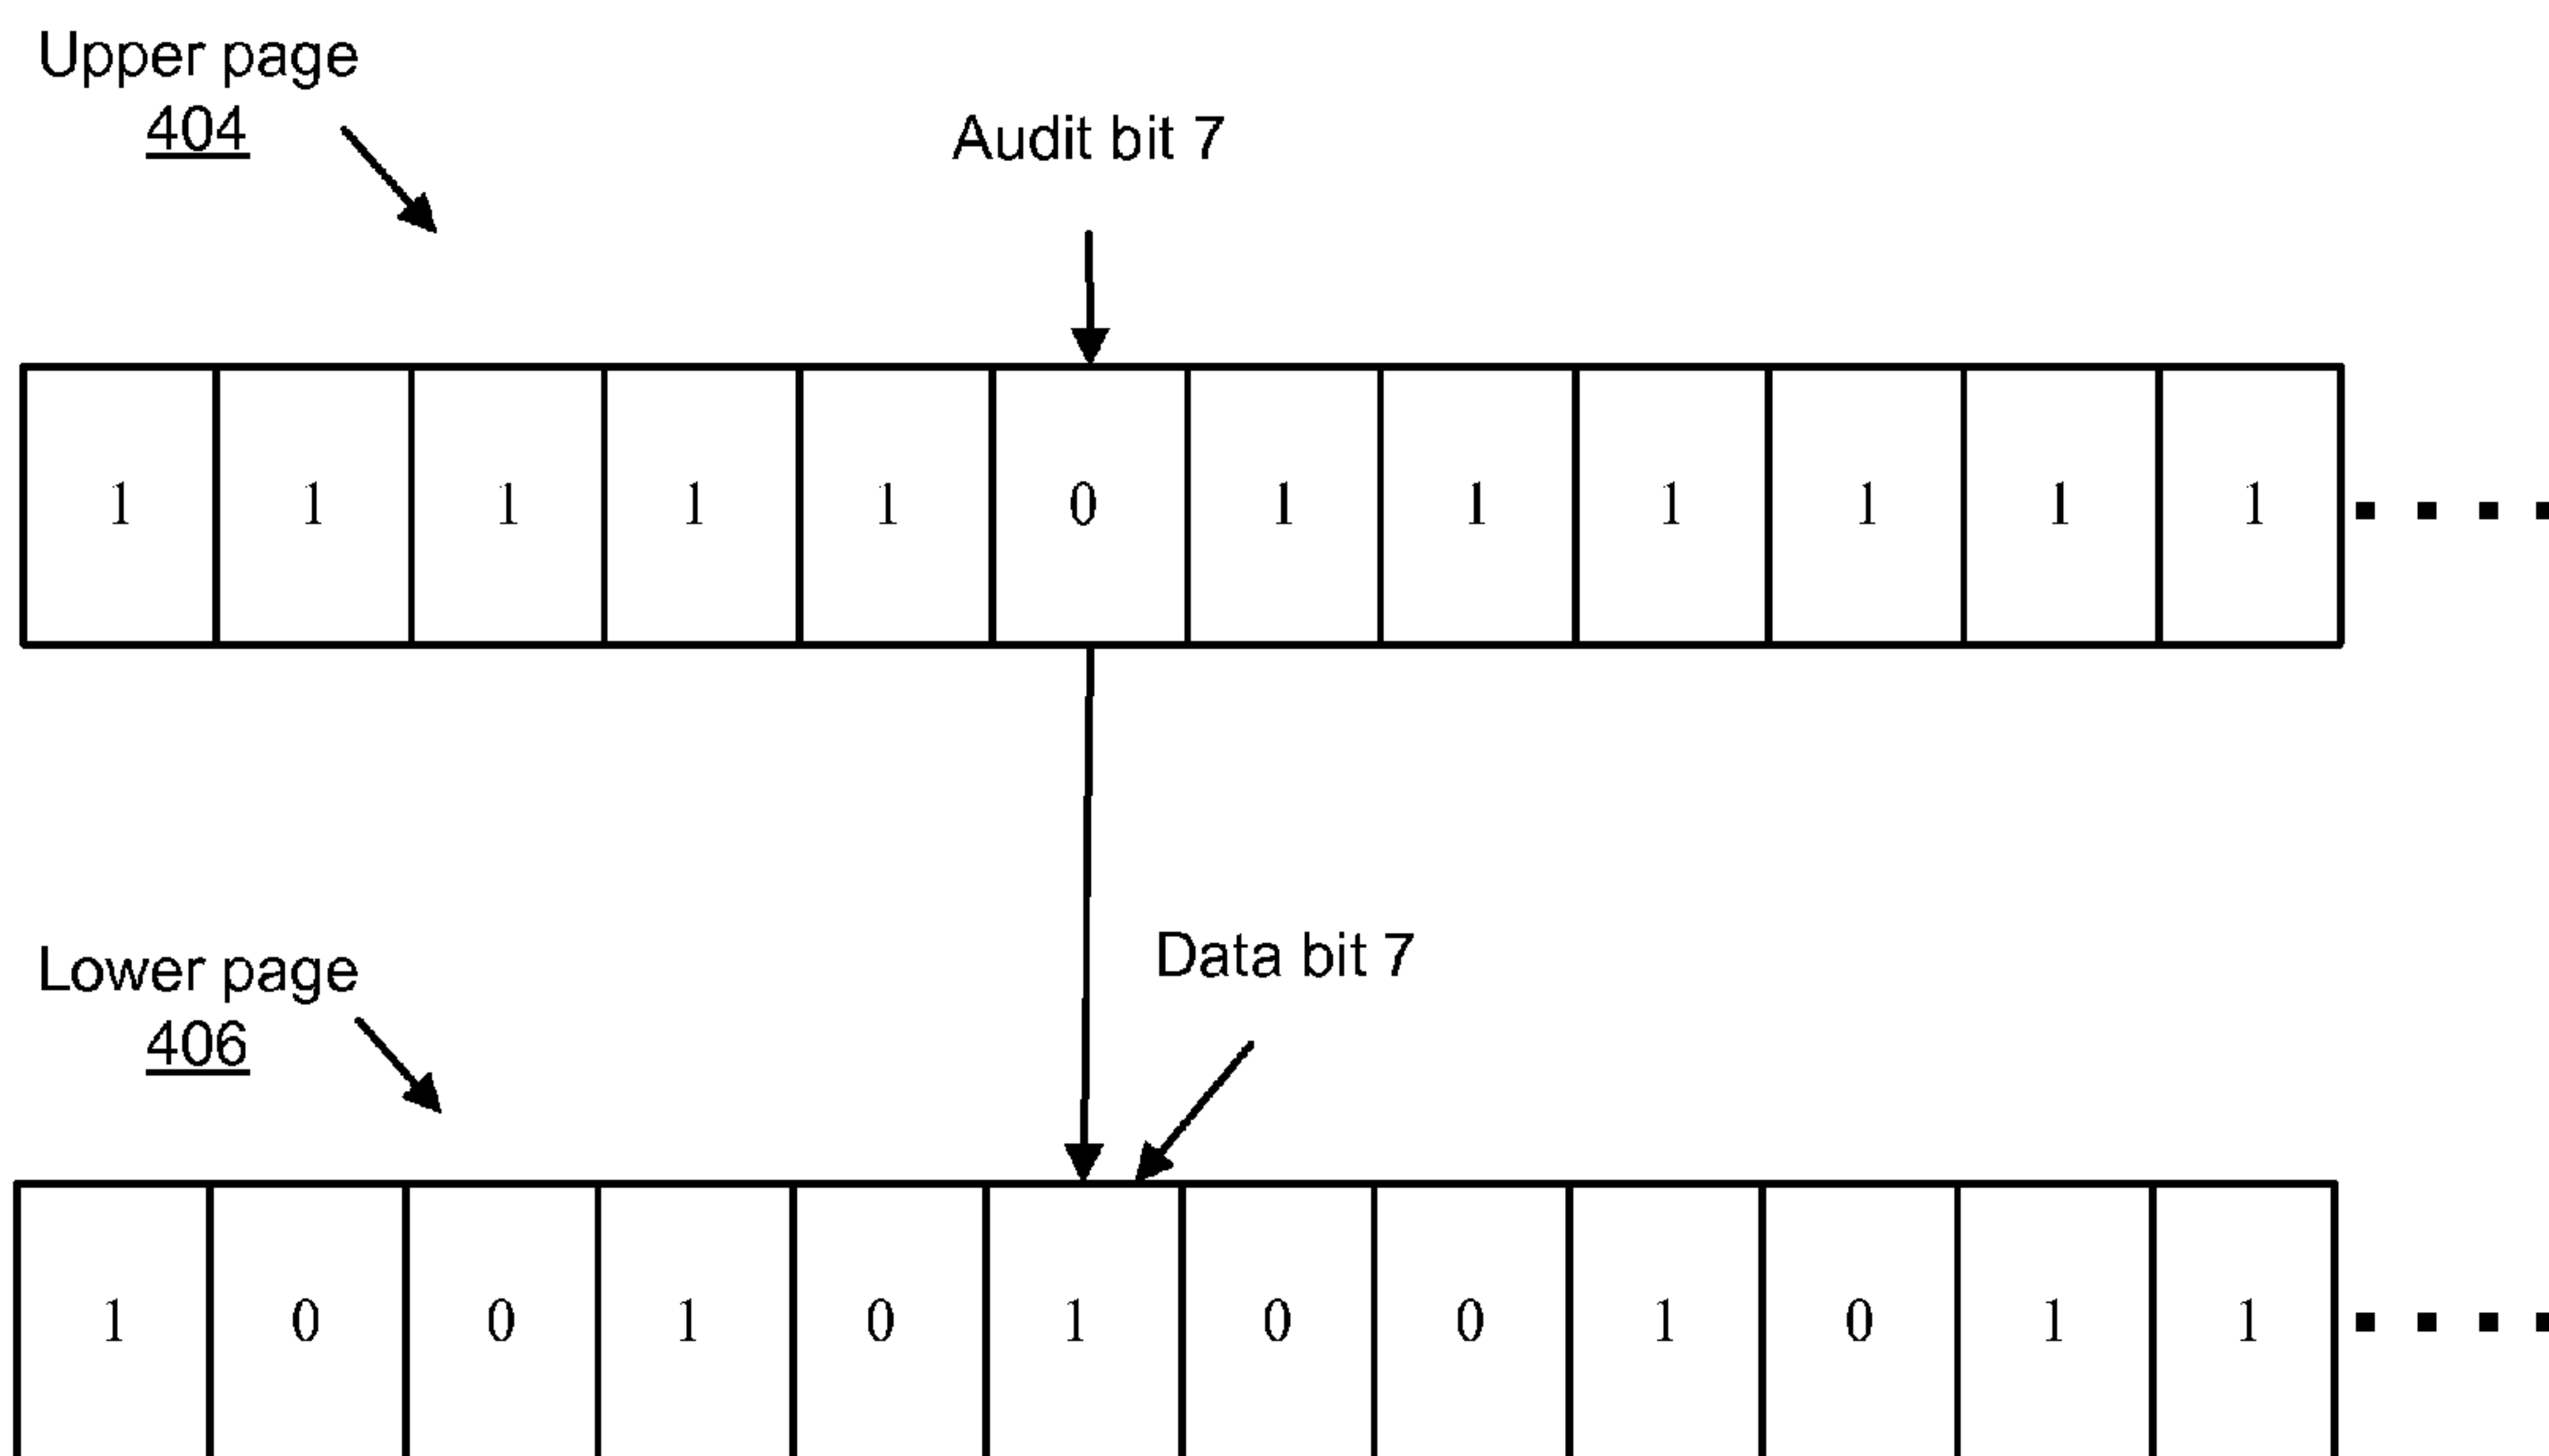 Upper page
404
Audit bit 7
1 1 1 1 1 0 1 1 1 1 1 1
Data bit 7
Lower page
406
1 0 0 1 0 1 0 0 1 0 1 1